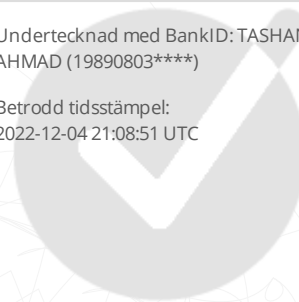 Undertecknad med BankID: TASHAN
AHMAD (19890803****)
Betrodd tidsstämpel:
2022-12-04 21:08:51 UTC